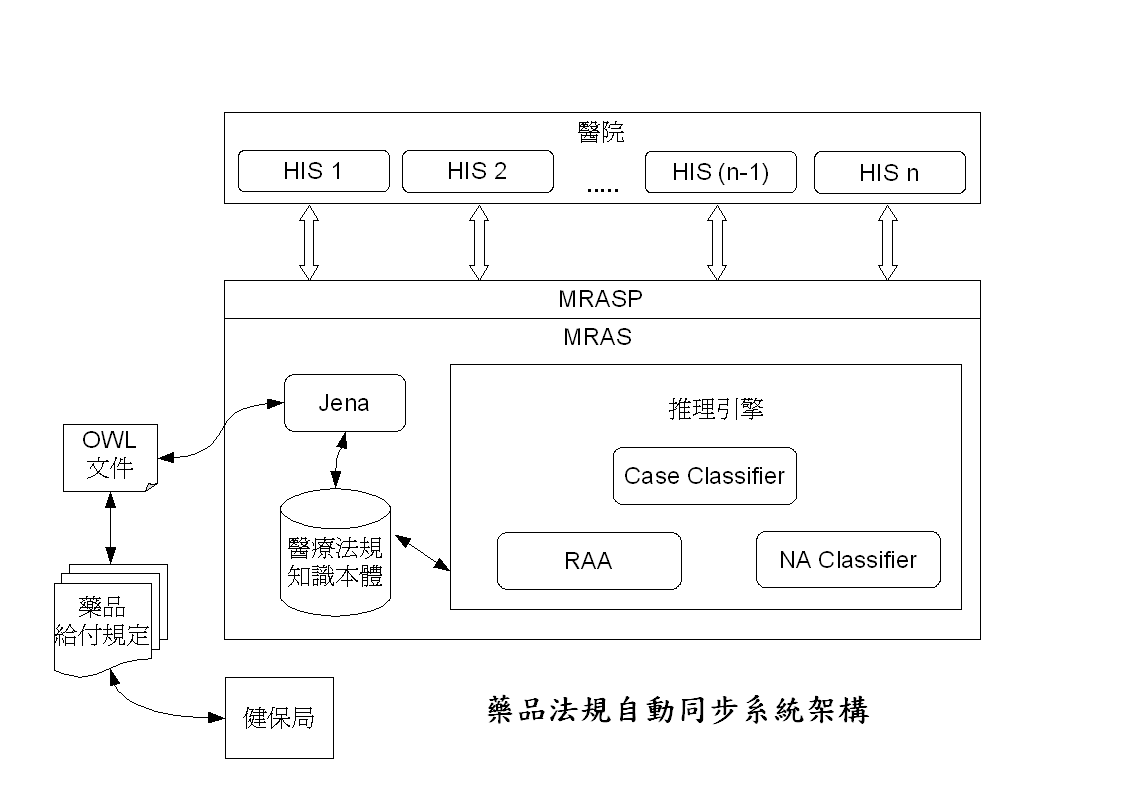 醫院
HIS 1
HIS 2
.....
HIS (n-1)
HIS n
MRASP
MRAS
Jena
推理引擎
OWL
文件
Case Classifier
醫療法規
知識本體
RAA
NA Classifier
藥品
給付規定
健保局
藥品法規自動同步系統架構